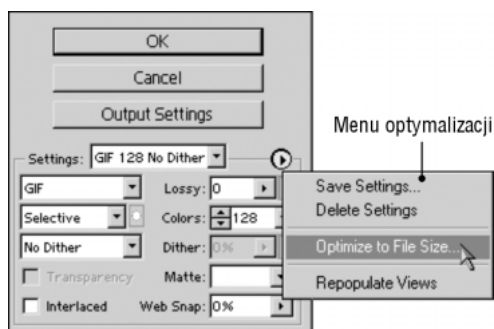 OK
Cancel
Output Settings
Menu optymalizacji
Settings: GIF 128 No Dither
GIF Lossy: 0
Selective Colors: 128
No Dither Dither: 0%
Transparency Matte:
Interlaced Web Snap: 0%
Save Settings...
Delete Settings
Optimize to File Size...
Repopulate Views